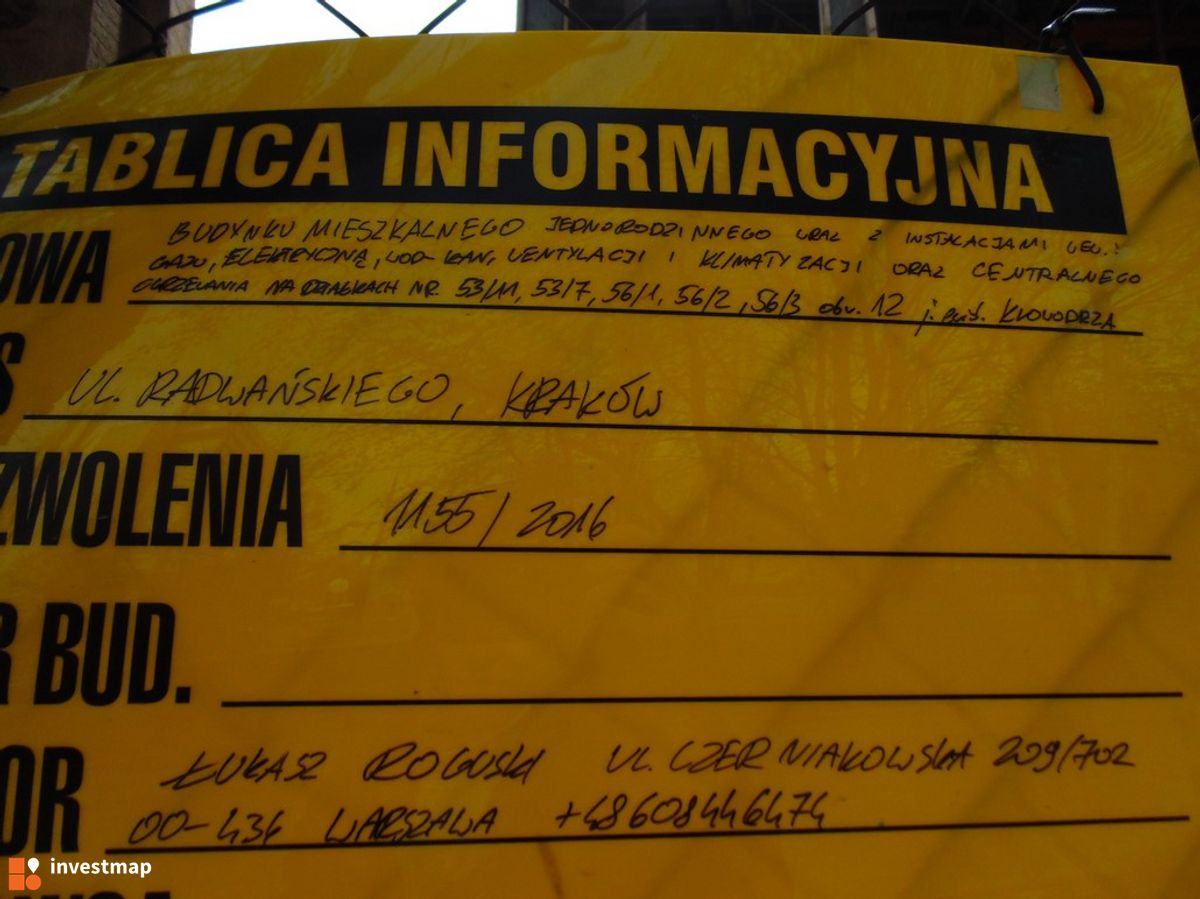 TABLICA INFORMACYJNA
OWA BUDYNKU MIESZKALNEGO JEDNORODZINNEGO ORAZ Z INSTALACJAMI WEW.:
GAZU, ELEKTRYCZNĄ, WOD-KAN, WENTYLACJI I KLIMATYZACJI ORAZ CENTRALNEGO
OGRZEWANIA NA DZIAŁKACH NR. 53/11, 53/7, 56/1, 56/2, 56/3 obr. 12 j. ewid. KROWODRZA
S UL. RADWAŃSKIEGO, KRAKÓW
ZWOLENIA 1155/2016
R BUD.
OR ŁUKASZ ROGUSKI UL. CZERNIAKOWSKA 209/702
00-436 WARSZAWA +48608446474
investmap